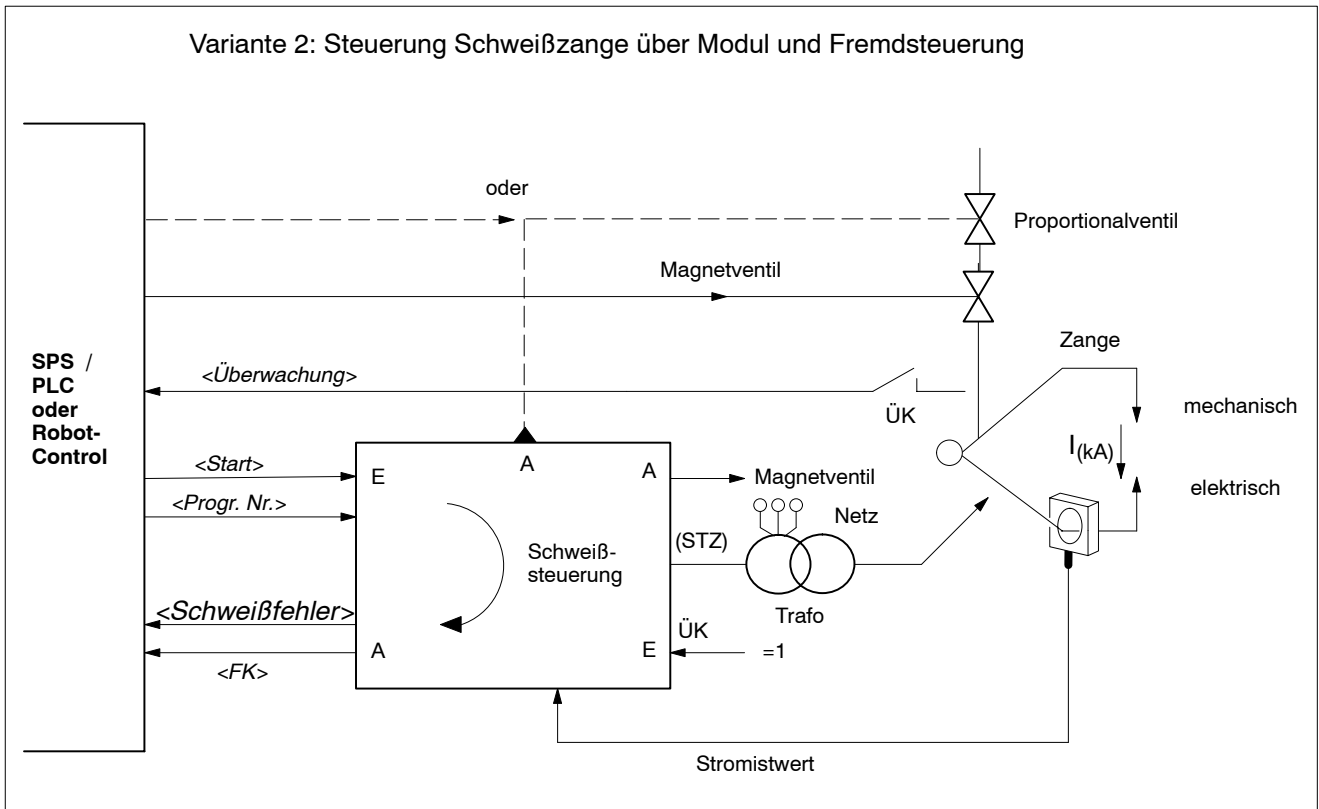 Variante 2: Steuerung Schweißzange über Modul und Fremdsteuerung
oder
Proportionalventil
Magnetventil
SPS /
PLC
oder
Robot-
Control
Zange
<Überwachung>
ÜK
mechanisch
I(kA)
elektrisch
<Start>
E
A
A
Magnetventil
<Progr. Nr.>
Netz
(STZ)
Schweiß-
steuerung
Trafo
<Schweißfehler>
ÜK
A
E
=1
<FK>
Stromistwert